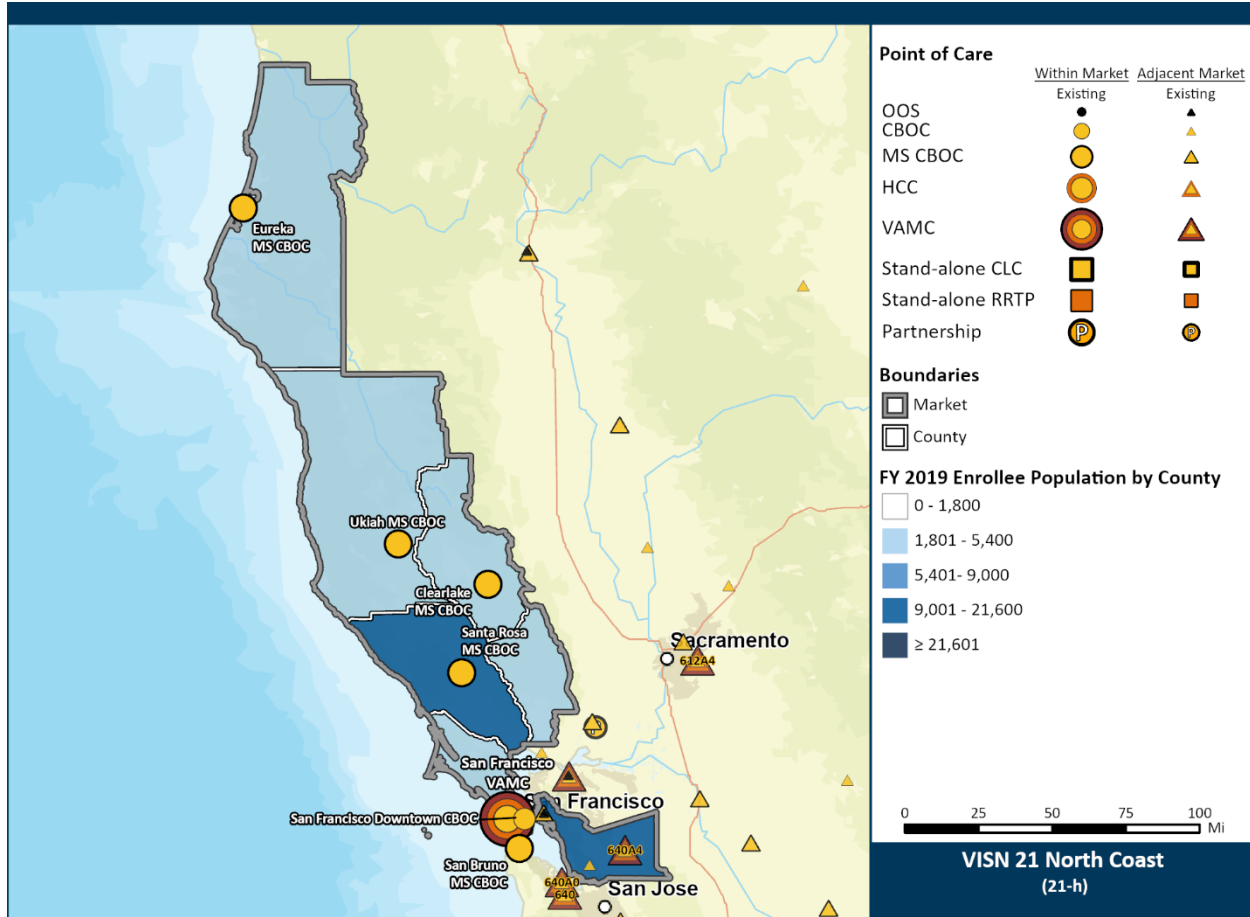 Eureka
MS CBOC
Ukiah MS CBOC
Clearlake
MS CBOC
Santa Rosa
MS CBOC
Sacramento
612A4
P
San Francisco
VAMC
San Francisco
San Francisco Downtown CBOC
San Bruno
MS CBOC
640A4
640A0
640
San Jose
Point of Care
Within Market Adjacent Market
Existing Existing
OOS
CBOC
MS CBOC
HCC
VAMC
Stand-alone CLC
Stand-alone RRTP
Partnership P P
Boundaries
Market
County
FY 2019 Enrollee Population by County
0 - 1,800
1,801 - 5,400
5,401- 9,000
9,001 - 21,600
≥ 21,601
0 25 50 75 100
Mi
VISN 21 North Coast
(21-h)